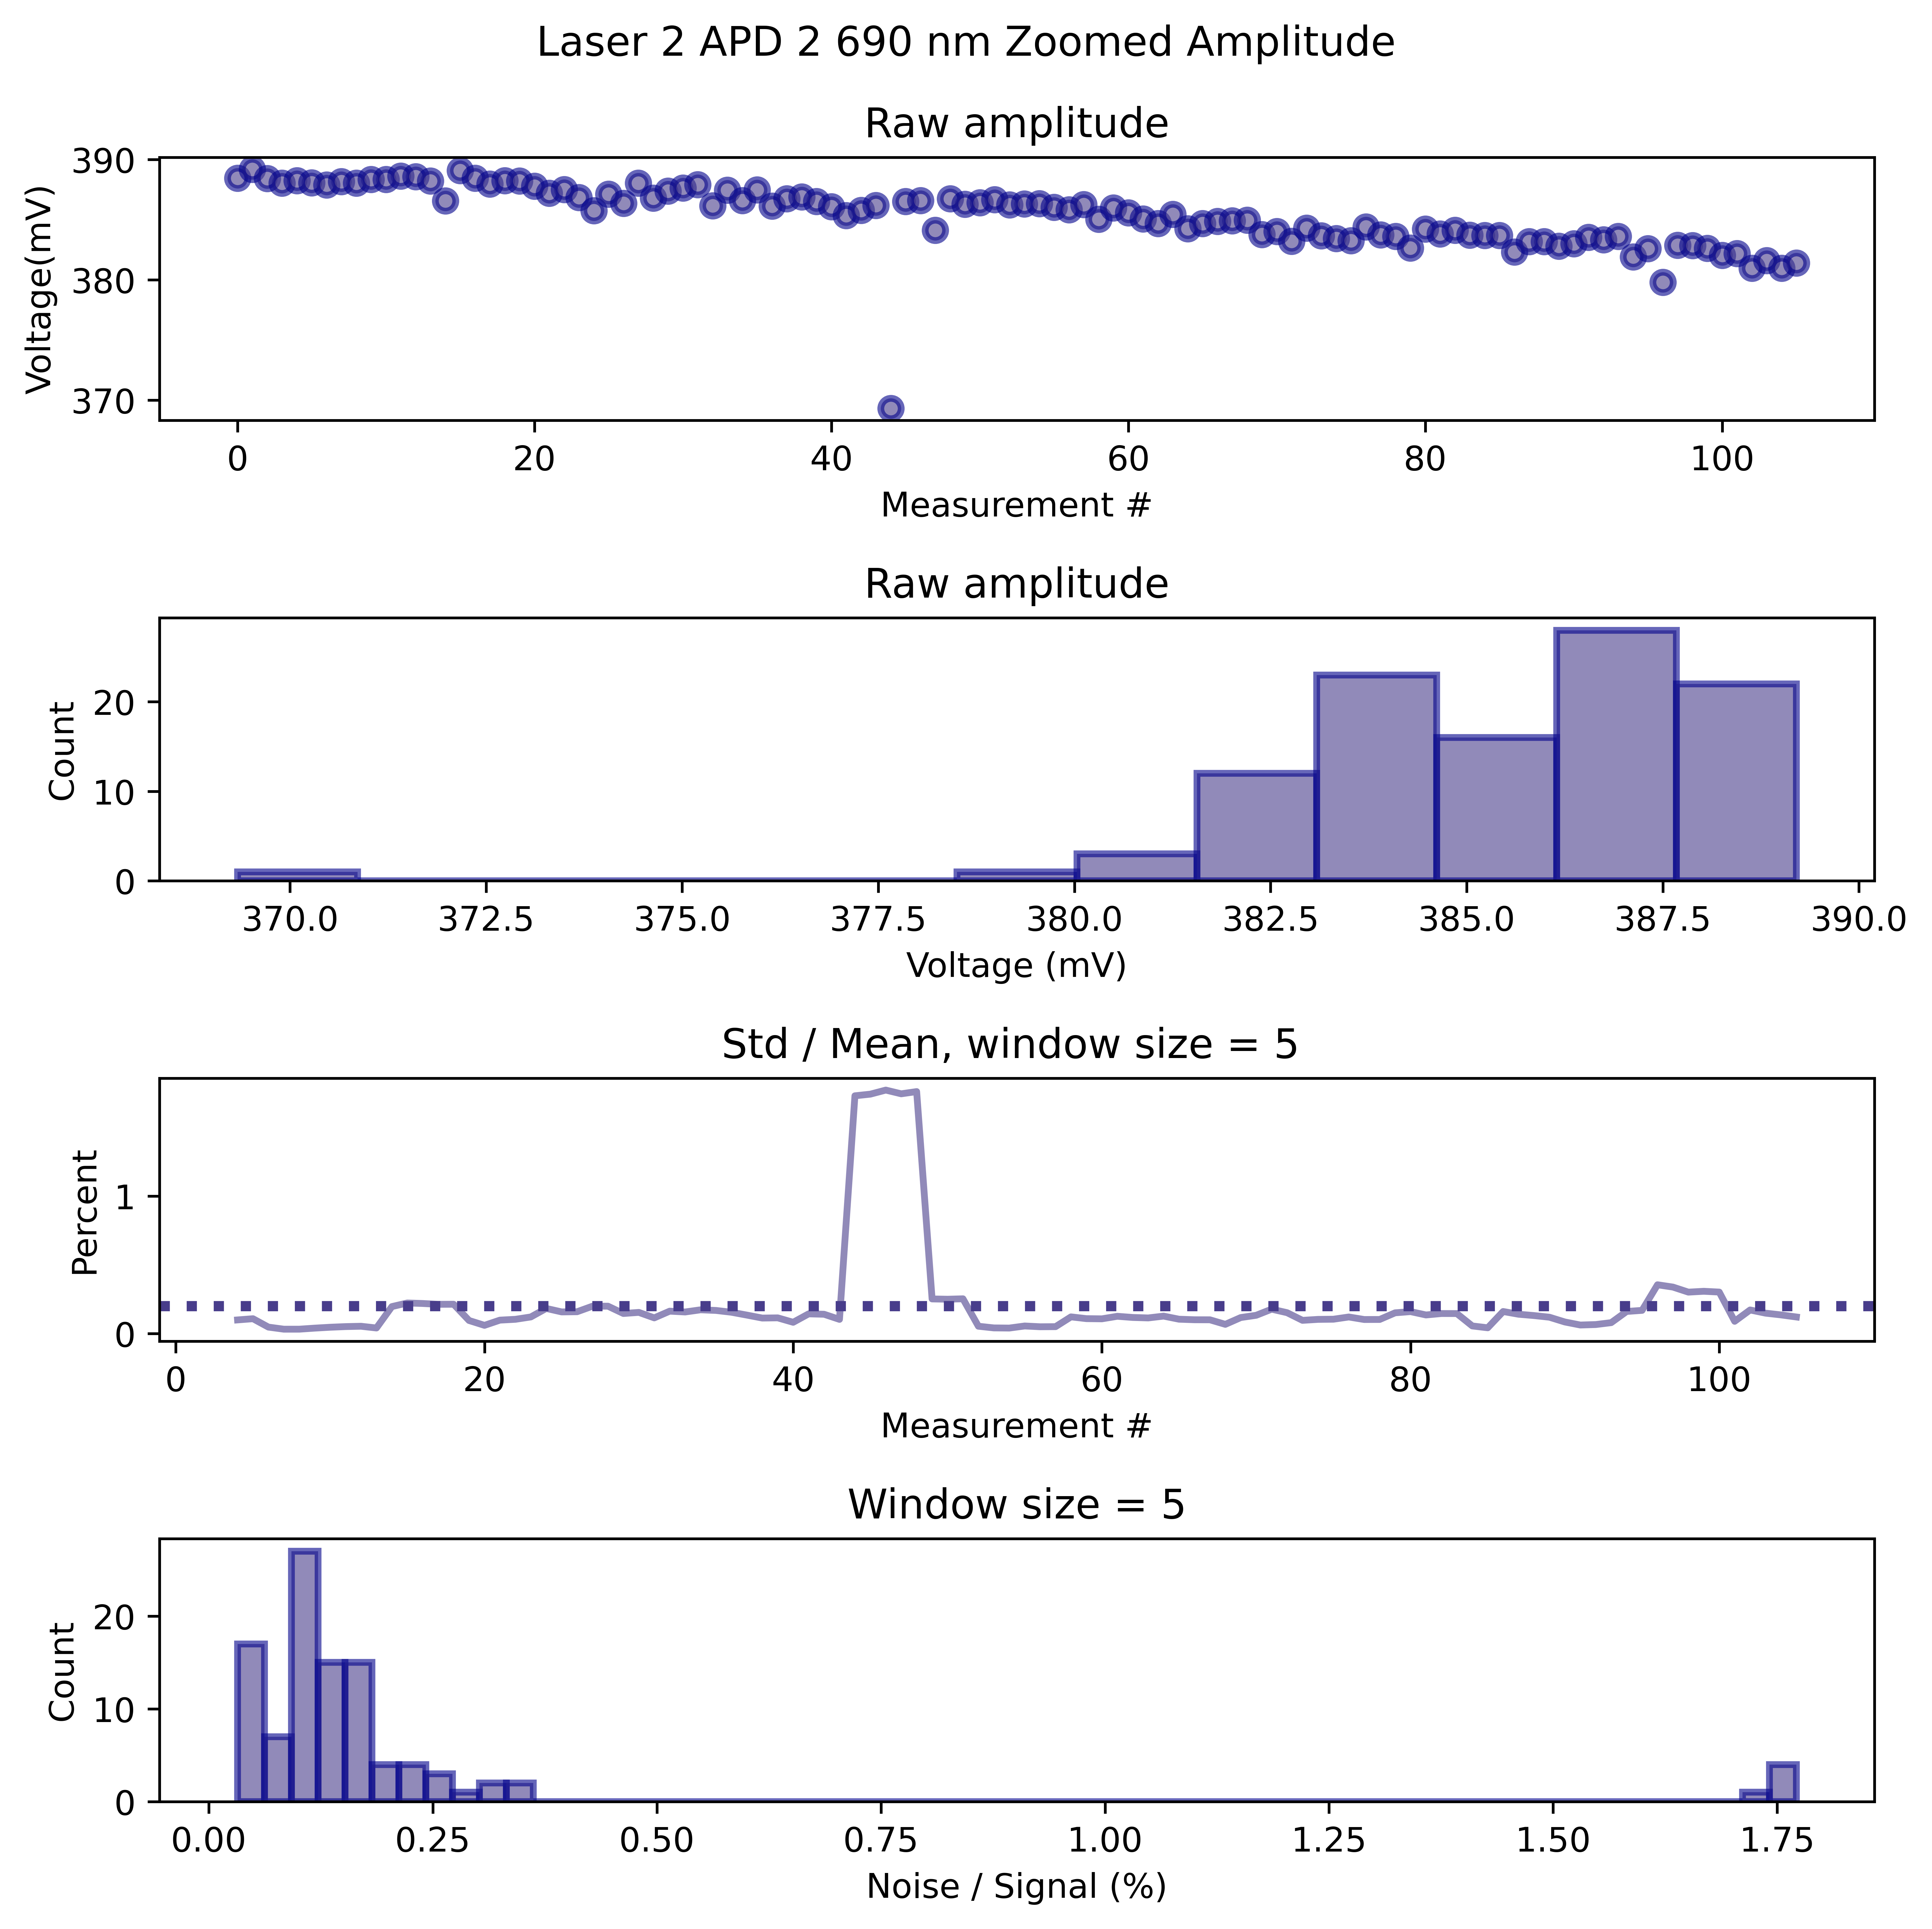 Laser 2 APD 2 690 nm Zoomed Amplitude
Raw amplitude
390
380
370
Voltage(mV)
0 20 40 60 80 100
Measurement #
Raw amplitude
20
10
0
Count
370.0 372.5 375.0 377.5 380.0 382.5 385.0 387.5 390.0
Voltage (mV)
Std / Mean, window size = 5
1
0
Percent
0 20 40 60 80 100
Measurement #
Window size = 5
20
10
0
Count
0.00 0.25 0.50 0.75 1.00 1.25 1.50 1.75
Noise / Signal (%)